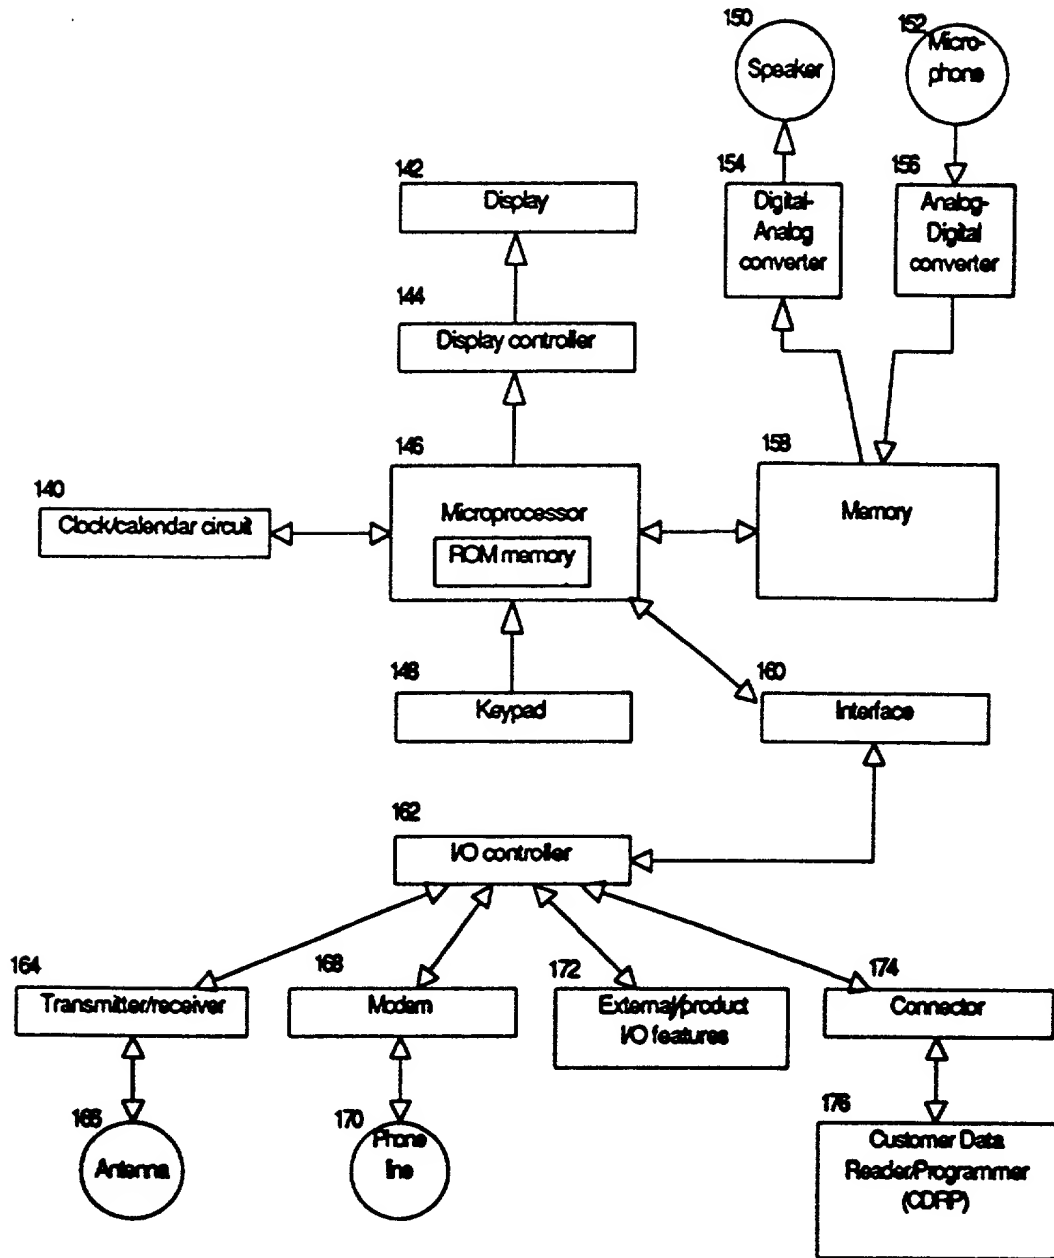 150
Speaker
152
Micro-
phone
154
Digital-
Analog
converter
156
Analog-
Digital
converter
142
Display
144
Display controller
146
Microprocessor
ROM memory
158
Memory
140
Clock/calendar circuit
148
Keypad
160
Interface
162
I/O controller
164
Transmitter/receiver
168
Modem
172
External/product
I/O features
174
Connector
166
Antenna
170
Phone
line
176
Customer Data
Reader/Programmer
(CDRP)